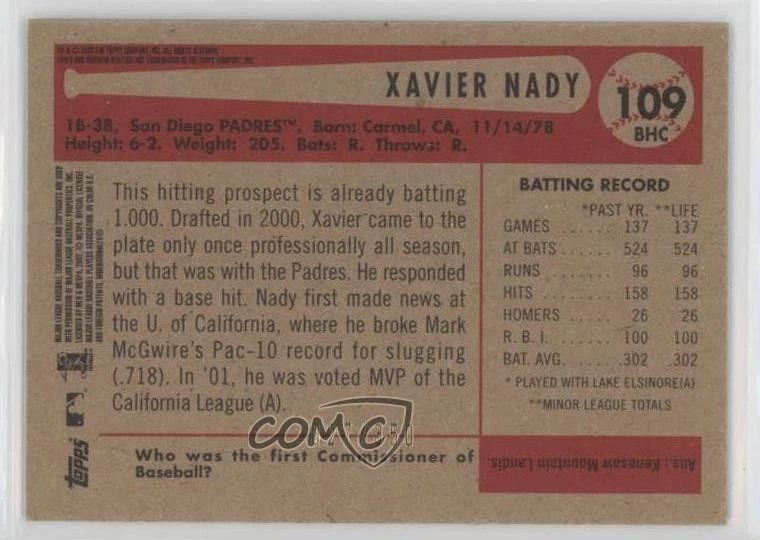 XAVIER NADY
109
BHC
1B-3B, San Diego PADRES™. Born: Carmel, CA, 11/14/78
Height: 6-2. Weight: 205. Bats: R. Throws: R.
This hitting prospect is already batting
1.000. Drafted in 2000, Xavier came to the
plate only once professionally all season,
but that was with the Padres. He responded
with a base hit. Nady first made news at
the U. of California, where he broke Mark
McGwire's Pac-10 record for slugging
(.718). In '01, he was voted MVP of the
California League (A).
BATTING RECORD
*PAST YR. **LIFE
GAMES ...... 137 137
AT BATS ..... 524 524
RUNS ....... 96 96
HITS ........ 158 158
HOMERS .... 26 26
R. B. I. ...... 100 100
BAT. AVG. .... .302 .302
* PLAYED WITH LAKE ELSINORE(A)
**MINOR LEAGUE TOTALS
Who was the first Commissioner of
Baseball?
Ans.: Kenesaw Mountain Landis.
topps
COMC